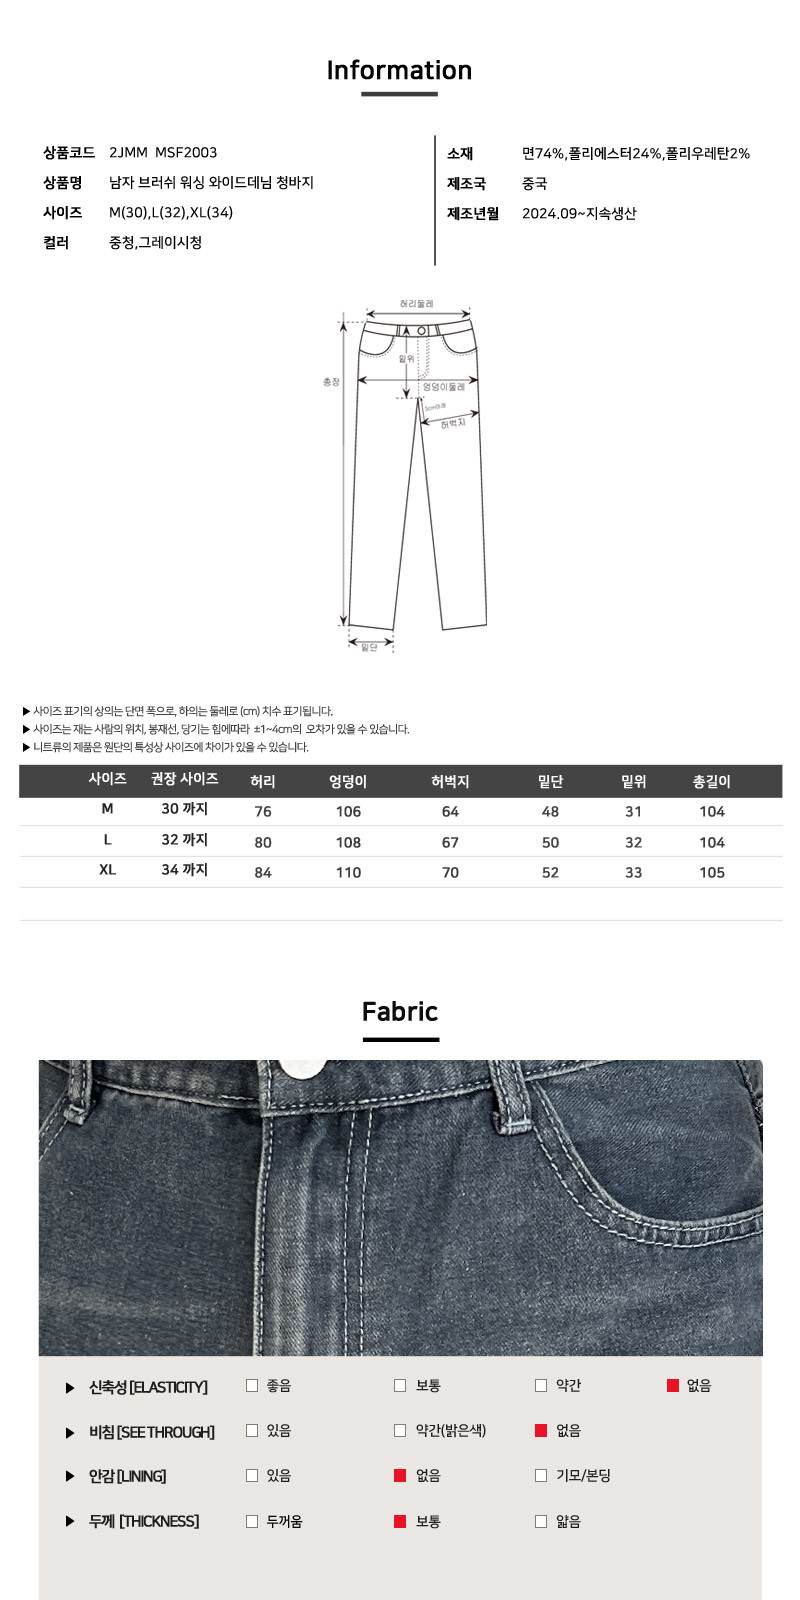 Information
상품코드 2JMM MSF2003
상품명 남자 브러쉬 워싱 와이드데님 청바지
사이즈 M(30),L(32),XL(34)
컬러 중청,그레이시청
소재 면74%,폴리에스터24%,폴리우레탄2%
제조국 중국
제조년월 2024.09~지속생산
허리둘레
밑위
총장
엉덩이둘레
5cm아래
허벅지
밑단
▶ 사이즈 표기의 상의는 단면 폭으로, 하의는 둘레로 (cm) 치수 표기됩니다.
▶ 사이즈는 재는 사람의 위치, 봉재선, 당기는 힘에따라 ±1~4cm의 오차가 있을 수 있습니다.
▶ 니트류의 제품은 원단의 특성상 사이즈에 차이가 있을 수 있습니다.
사이즈 권장 사이즈 허리 엉덩이 허벅지 밑단 밑위 총길이
M 30 까지 76 106 64 48 31 104
L 32 까지 80 108 67 50 32 104
XL 34 까지 84 110 70 52 33 105
Fabric
▶ 신축성 [ELASTICITY] 좋음 보통 약간 없음
▶ 비침 [SEE THROUGH] 있음 약간(밝은색) 없음
▶ 안감 [LINING] 있음 없음 기모/본딩
▶ 두께 [THICKNESS] 두꺼움 보통 얇음